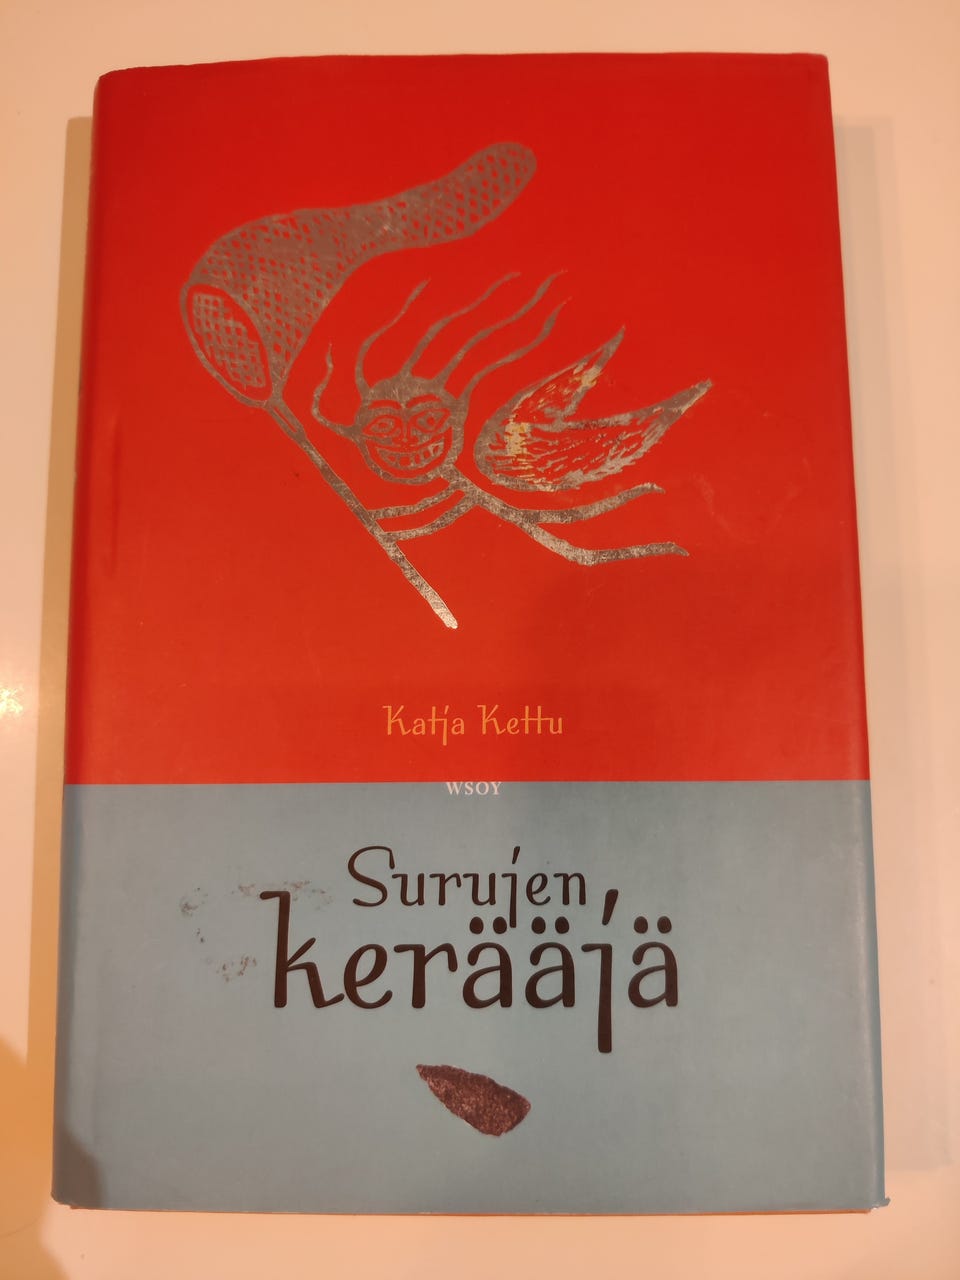 Katja Kettu
WSOY
Surujen
kerääjä